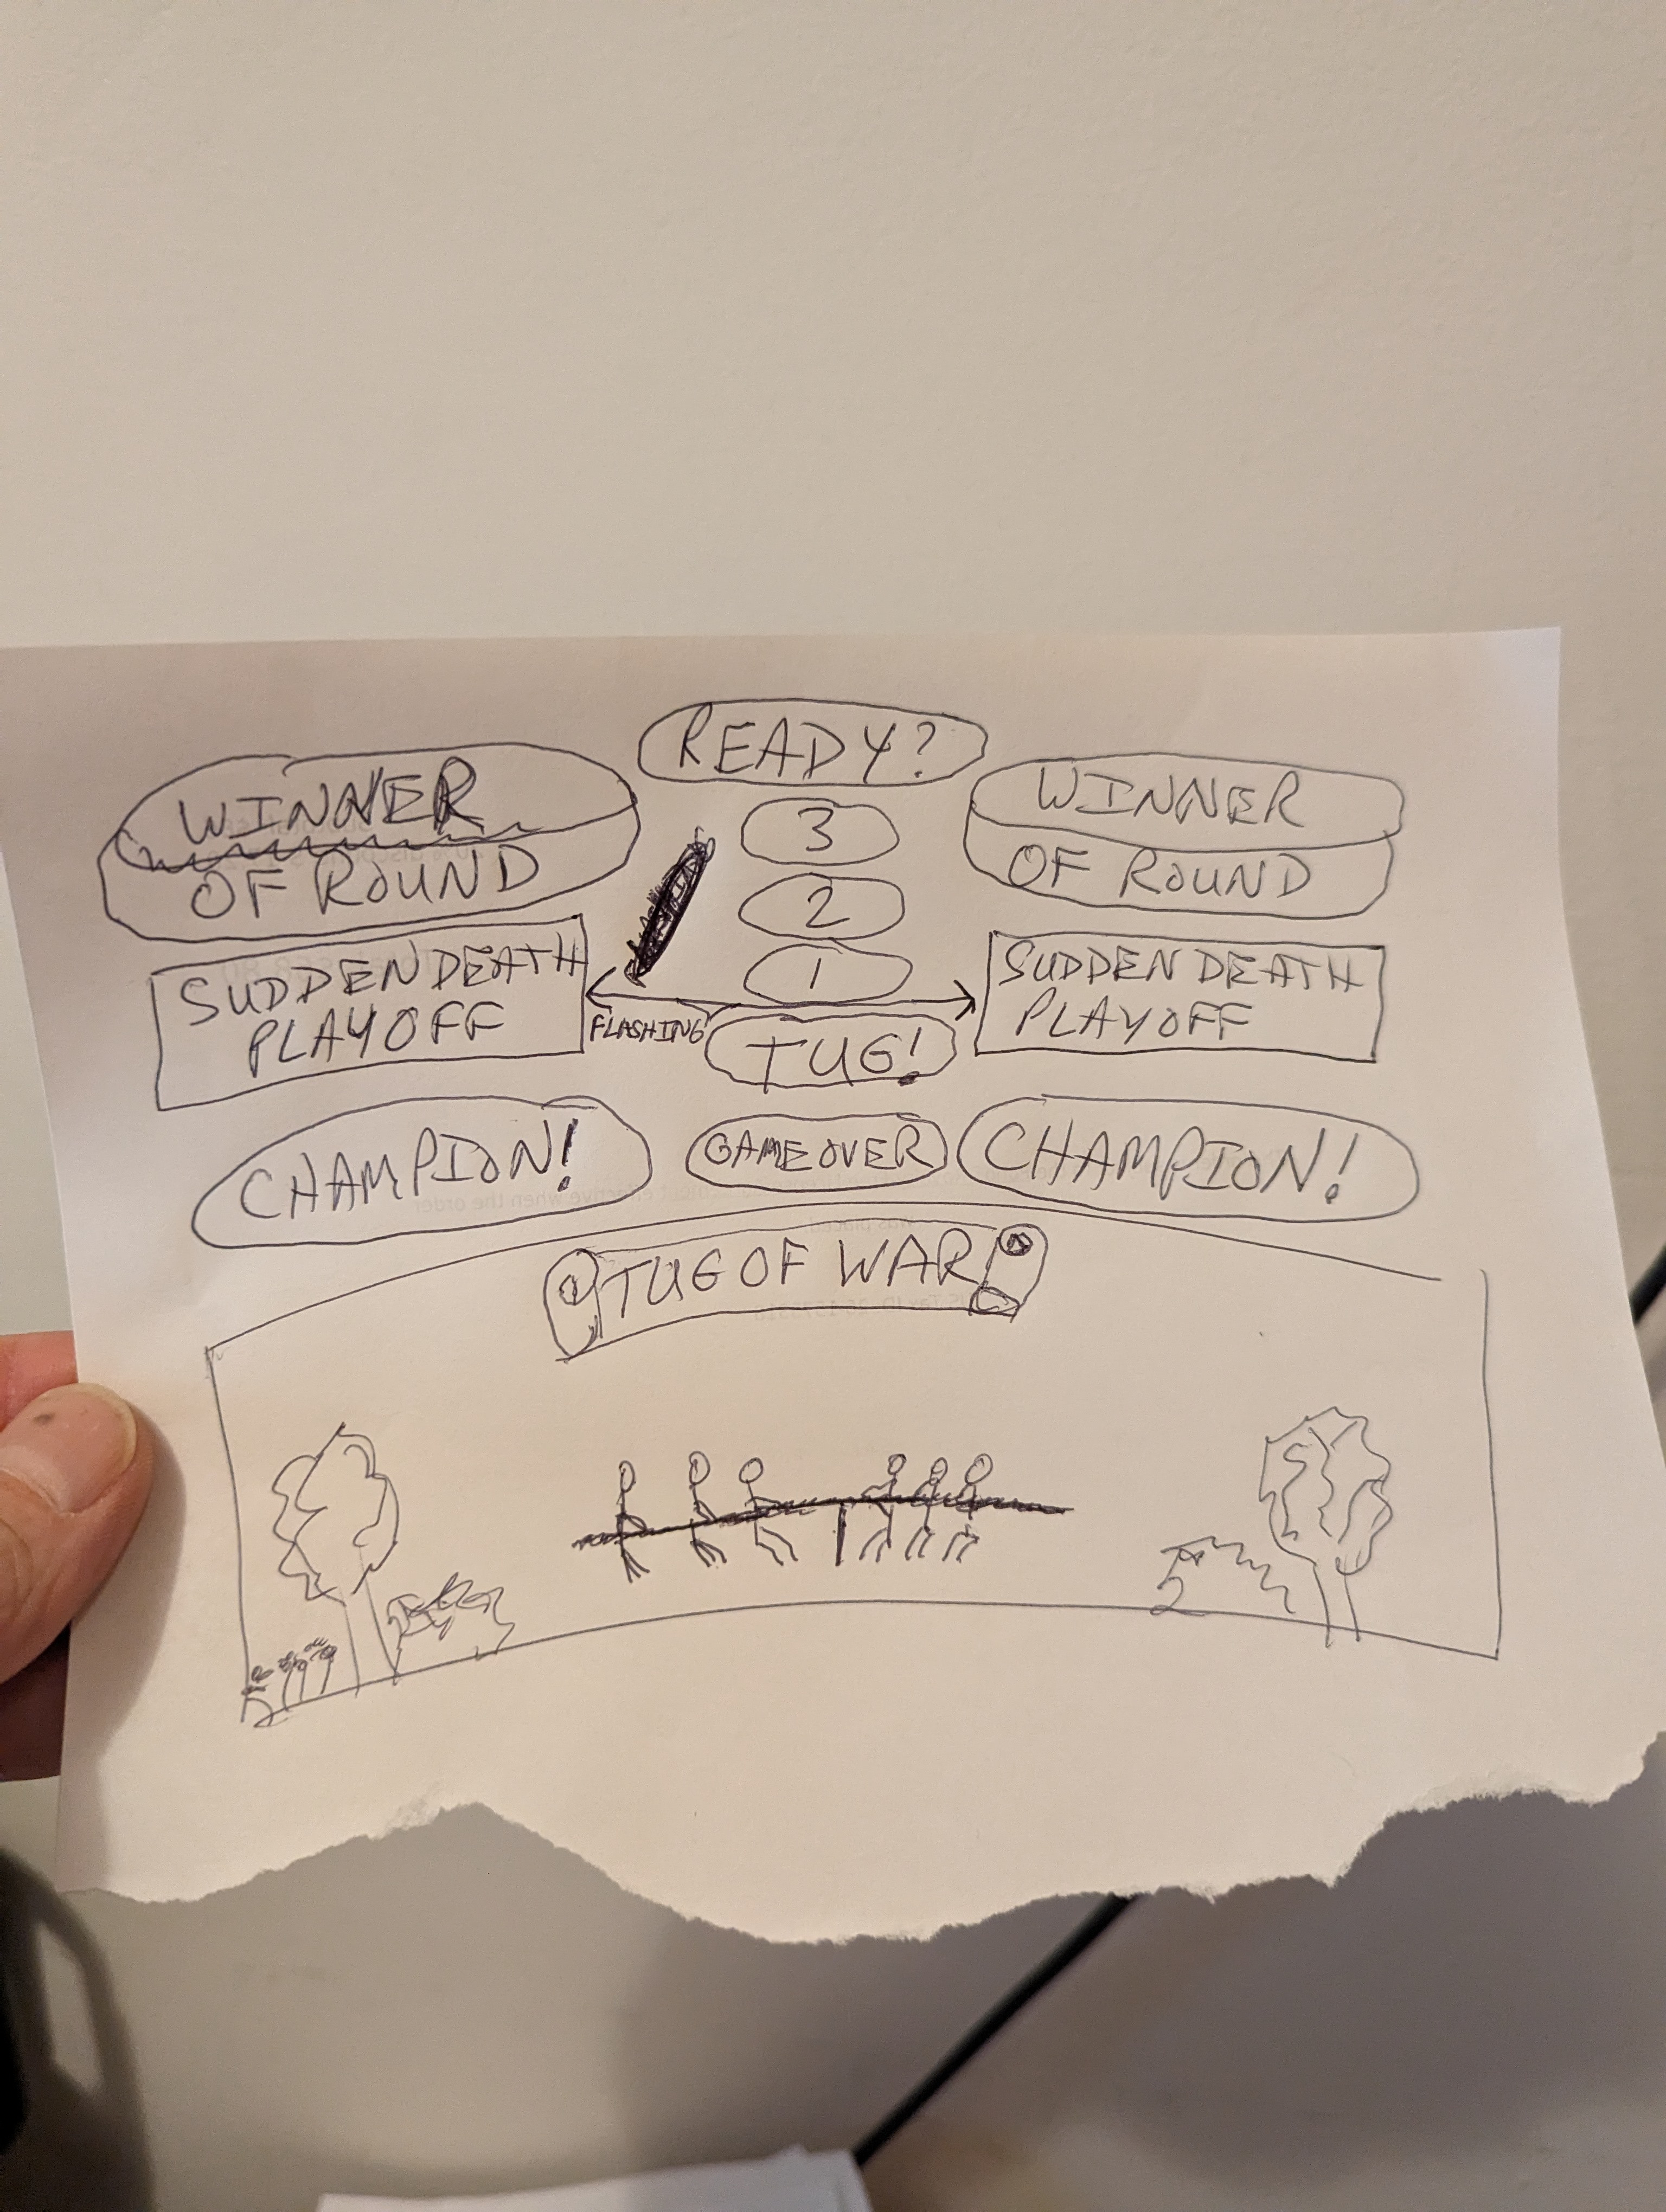 READY?
WINNER
OF ROUND
3
2
1
WINNER
OF ROUND
SUDDEN DEATH
PLAYOFF
FLASHING
TUG!
SUDDEN DEATH
PLAYOFF
CHAMPION!
GAME OVER
CHAMPION!
TUG OF WAR